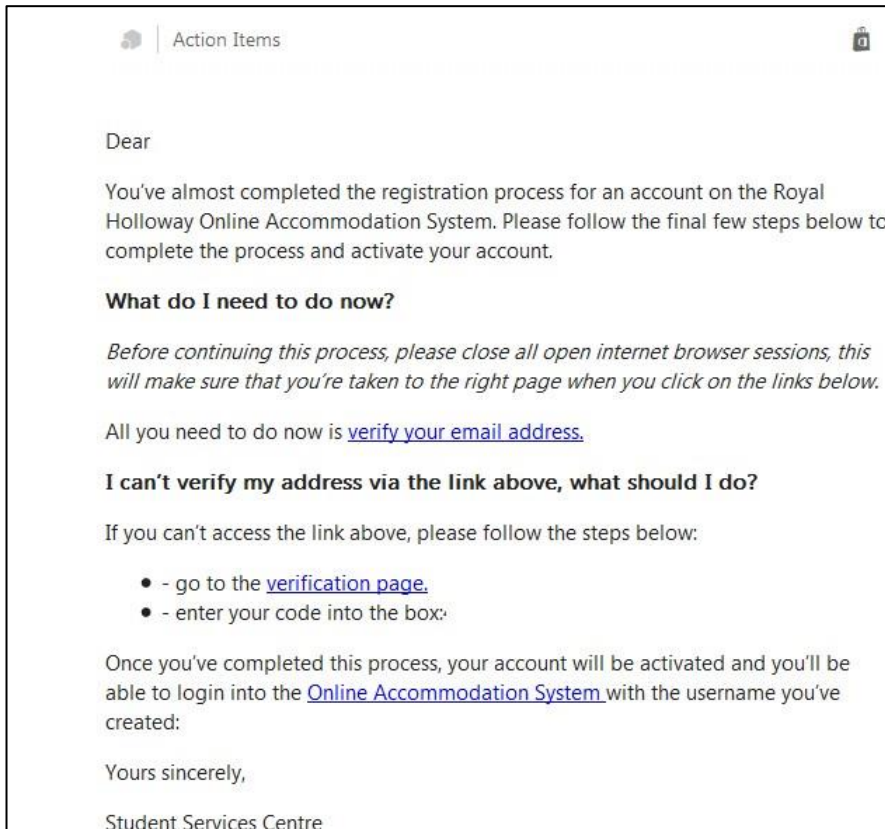 Action Items
Dear
You've almost completed the registration process for an account on the Royal
Holloway Online Accommodation System. Please follow the final few steps below to
complete the process and activate your account.
What do I need to do now?
Before continuing this process, please close all open internet browser sessions, this
will make sure that you're taken to the right page when you click on the links below.
All you need to do now is verify your email address.
I can't verify my address via the link above, what should I do?
If you can't access the link above, please follow the steps below:
● - go to the verification page.
● - enter your code into the box:
Once you've completed this process, your account will be activated and you'll be
able to login into the Online Accommodation System with the username you've
created:
Yours sincerely,
Student Services Centre